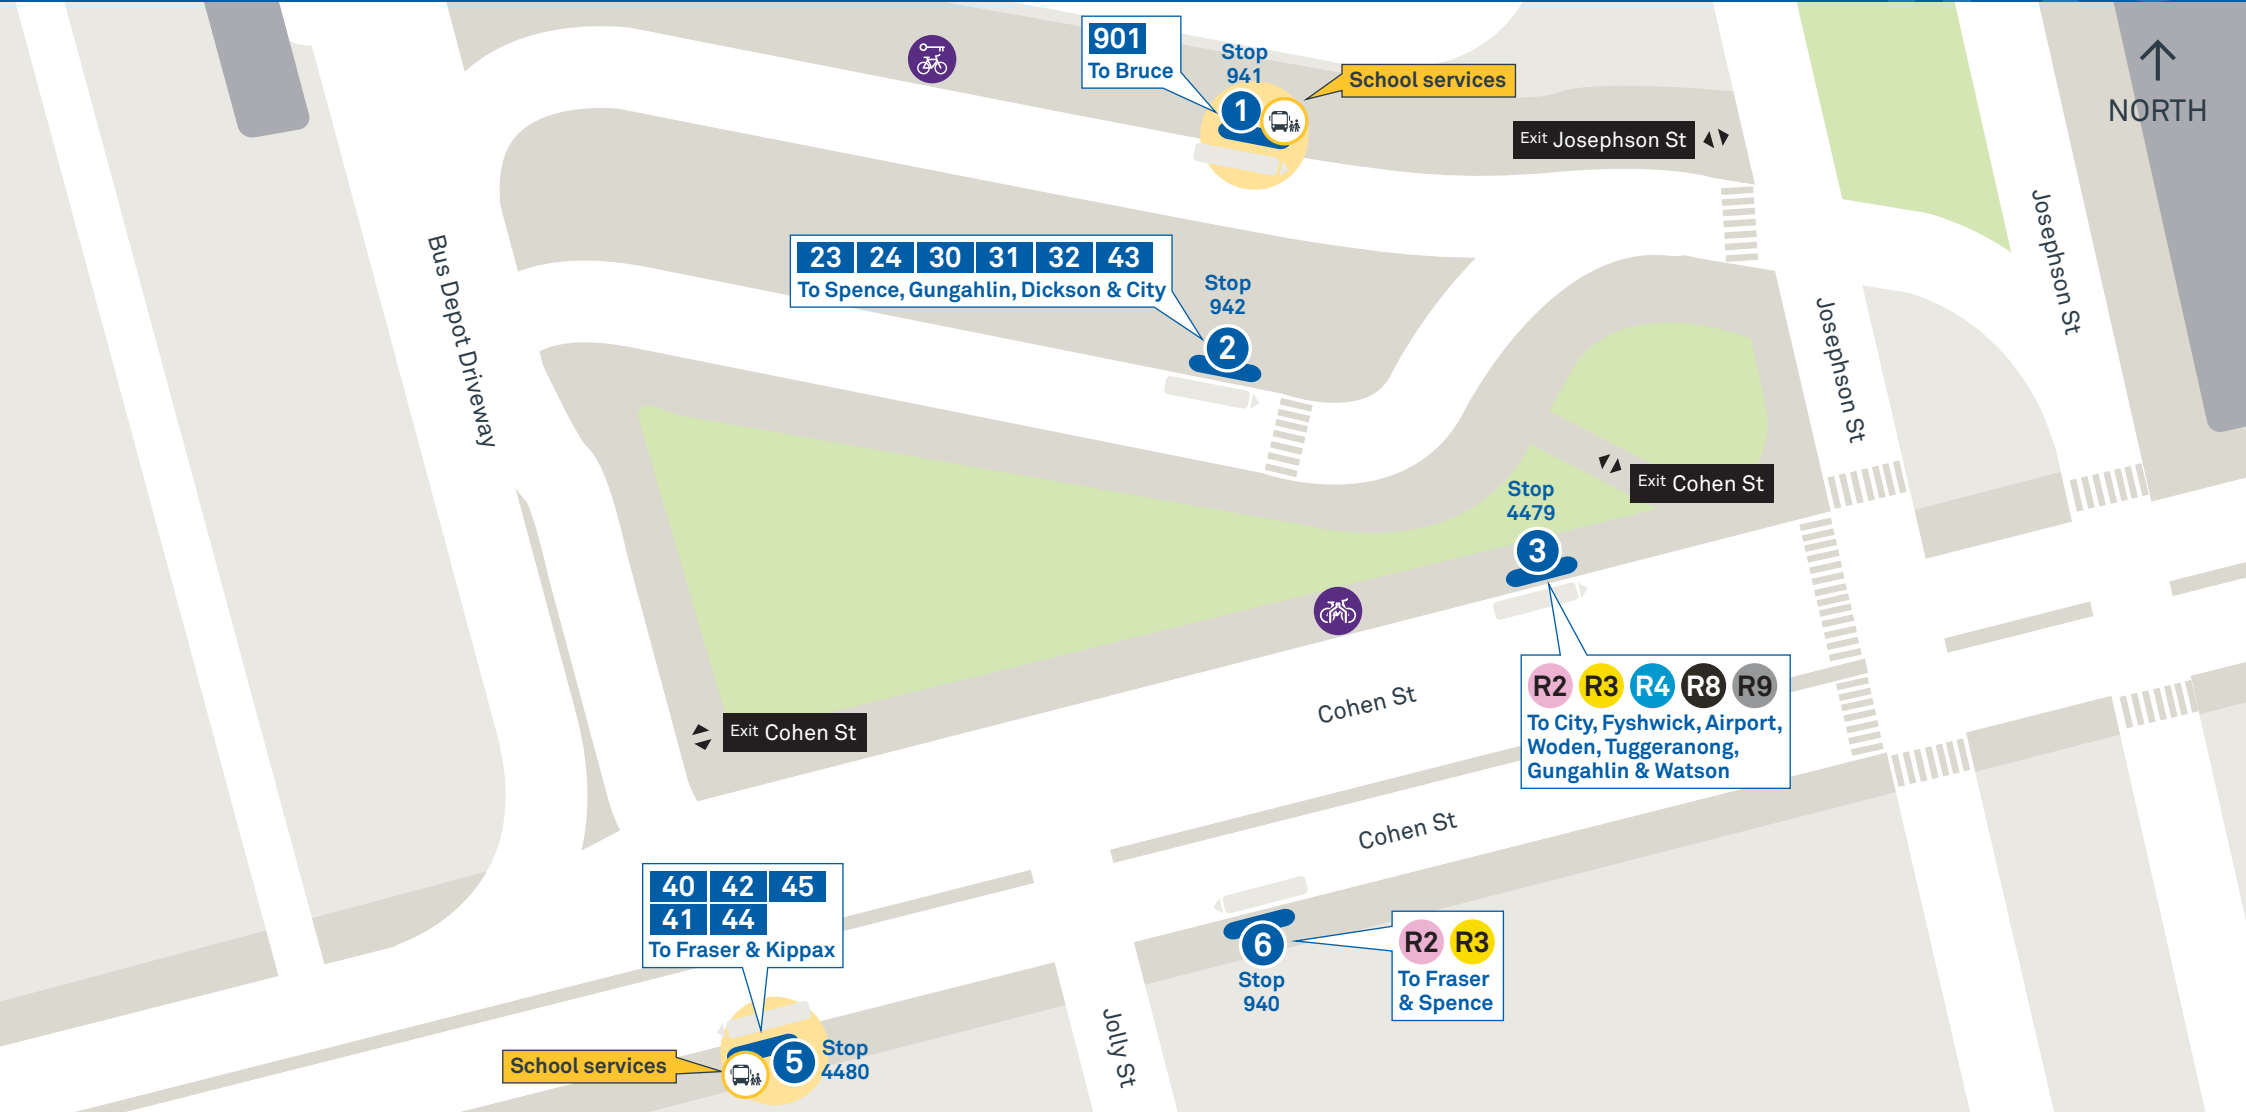 901
To Bruce
Stop
941
1
School services
Exit Josephson St
NORTH
Josephson St
Bus Depot Driveway
23 24 30 31 32 43
To Spence, Gungahlin, Dickson & City
Stop
942
2
Josephson St
Exit Cohen St
Stop
4479
3
R2 R3 R4 R8 R9
To City, Fyshwick, Airport,
Woden, Tuggeranong,
Gungahlin & Watson
Cohen St
Exit Cohen St
Cohen St
40 42 45
41 44
To Fraser & Kippax
6
Stop
940
R2 R3
To Fraser
& Spence
School services
5
Stop
4480
Jolly St